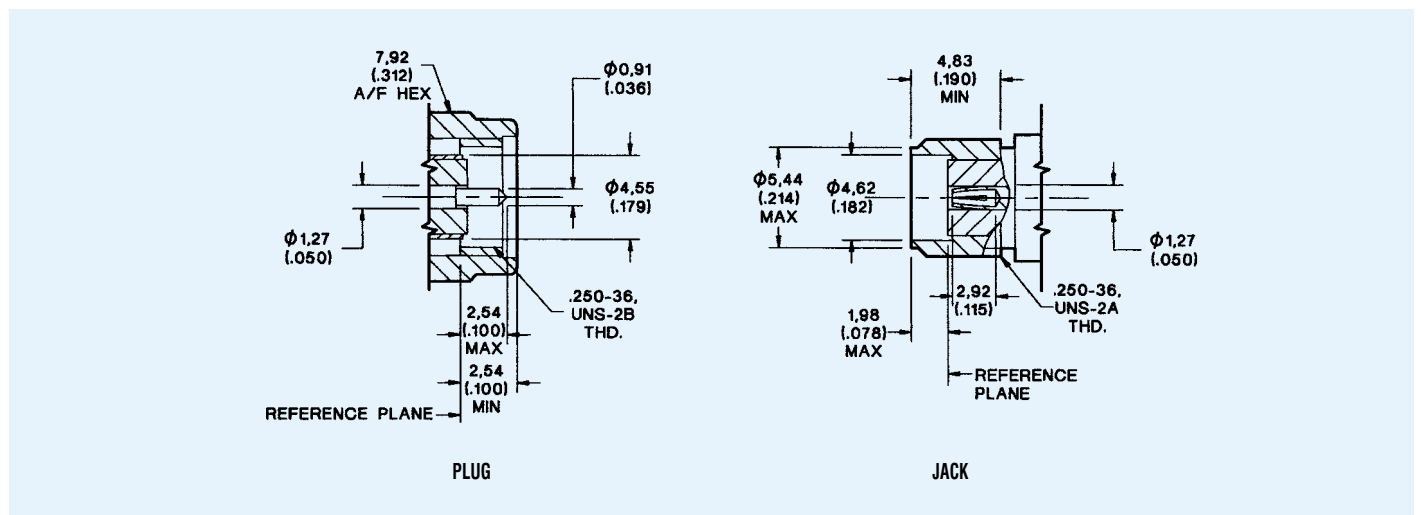 7,92
(.312)
A/F HEX
ϕ0,91
(.036)
ϕ4,55
(.179)
ϕ1,27
(.050)
.250-36,
UNS-2B
THD.
2,54
(.100)
MAX
2,54
(.100)
MIN
REFERENCE PLANE
PLUG
4,83
(.190)
MIN
ϕ5,44
(.214)
MAX
ϕ4,62
(.182)
ϕ1,27
(.050)
2,92
(.115)
.250-36,
UNS-2A
THD.
1,98
(.078)
MAX
REFERENCE
PLANE
JACK